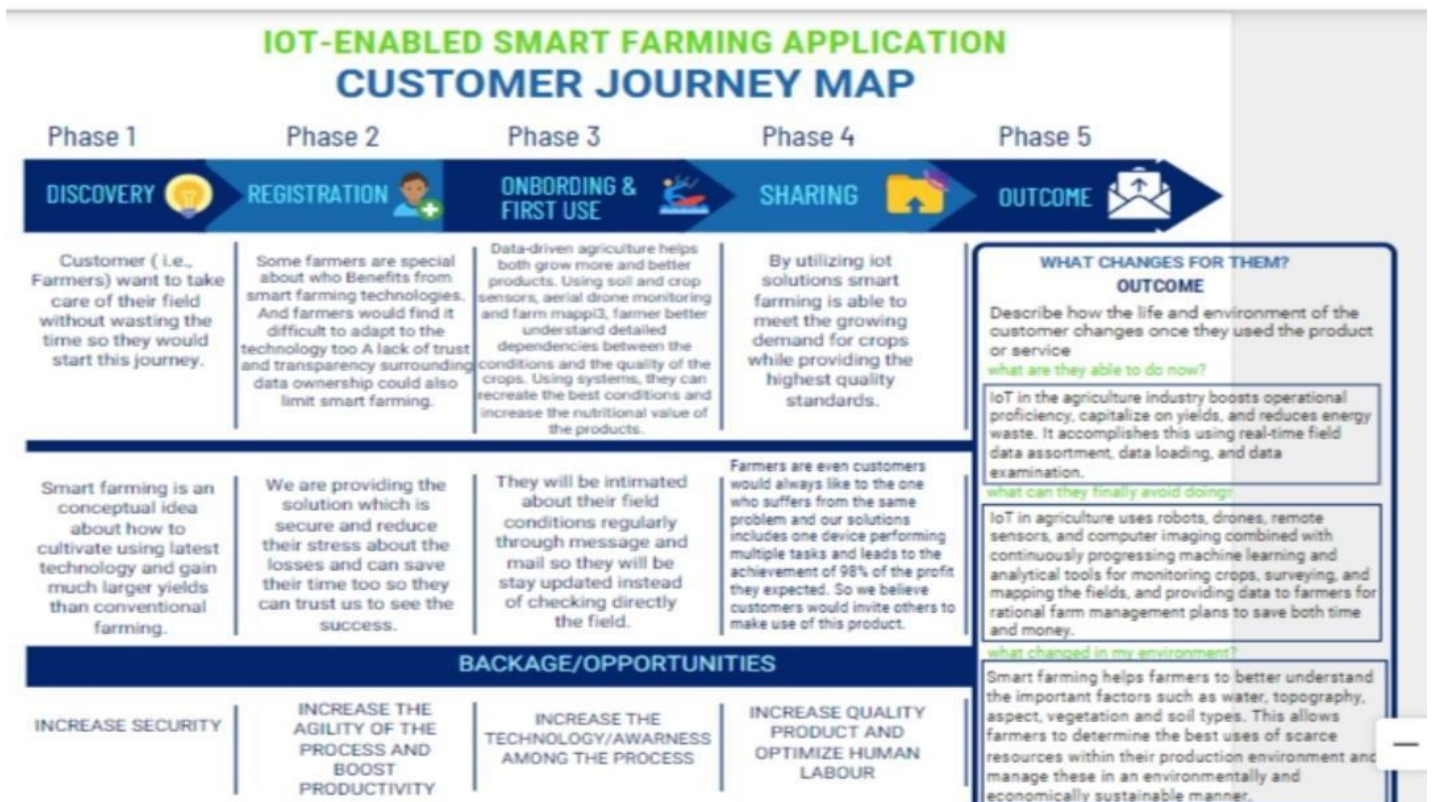 IOT-ENABLED SMART FARMING APPLICATION
CUSTOMER JOURNEY MAP
Phase 1
Phase 2
Phase 3
Phase 4
Phase 5
DISCOVERY
REGISTRATION
ONBORDING &
FIRST USE
SHARING
OUTCOME
Customer ( i.e.,
Farmers) want to take
care of their field
without wasting the
time so they would
start this journey.
Some farmers are special
about who Benefits from
smart farming technologies.
And farmers would find it
difficult to adapt to the
technology too A lack of trust
and transparency surrounding
data ownership could also
limit smart farming.
Data-driven agriculture helps
both grow more and better
products. Using soil and crop
sensors, aerial drone monitoring
and farm mappi3, farmer better
understand detailed
dependencies between the
conditions and the quality of the
crops. Using systems, they can
recreate the best conditions and
increase the nutritional value of
the products.
By utilizing iot
solutions smart
farming is able to
meet the growing
demand for crops
while providing the
highest quality
standards.
Smart farming is an
conceptual idea
about how to
cultivate using latest
technology and gain
much larger yields
than conventional
farming.
We are providing the
solution which is
secure and reduce
their stress about the
losses and can save
their time too so they
can trust us to see the
success.
They will be intimated
about their field
conditions regularly
through message and
mail so they will be
stay updated instead
of checking directly
the field.
Farmers are even customers
would always like to the one
who suffers from the same
problem and our solutions
includes one device performing
multiple tasks and leads to the
achievement of 98% of the profit
they expected. So we believe
customers would invite others to
make use of this product.
BACKAGE/OPPORTUNITIES
INCREASE SECURITY
INCREASE THE
AGILITY OF THE
PROCESS AND
BOOST
PRODUCTIVITY
INCREASE THE
TECHNOLOGY/AWARNESS
AMONG THE PROCESS
INCREASE QUALITY
PRODUCT AND
OPTIMIZE HUMAN
LABOUR
WHAT CHANGES FOR THEM?
OUTCOME
Describe how the life and environment of the
customer changes once they used the product
or service
what are they able to do now?
IoT in the agriculture industry boosts operational
proficiency, capitalize on yields, and reduces energy
waste. It accomplishes this using real-time field
data assortment, data loading, and data
examination.
what can they finally avoid doing?
IoT in agriculture uses robots, drones, remote
sensors, and computer imaging combined with
continuously progressing machine learning and
analytical tools for monitoring crops, surveying, and
mapping the fields, and providing data to farmers for
rational farm management plans to save both time
and money.
what changed in my environment?
Smart farming helps farmers to better understand
the important factors such as water, topography,
aspect, vegetation and soil types. This allows
farmers to determine the best uses of scarce
resources within their production environment and
manage these in an environmentally and
economically sustainable manner.